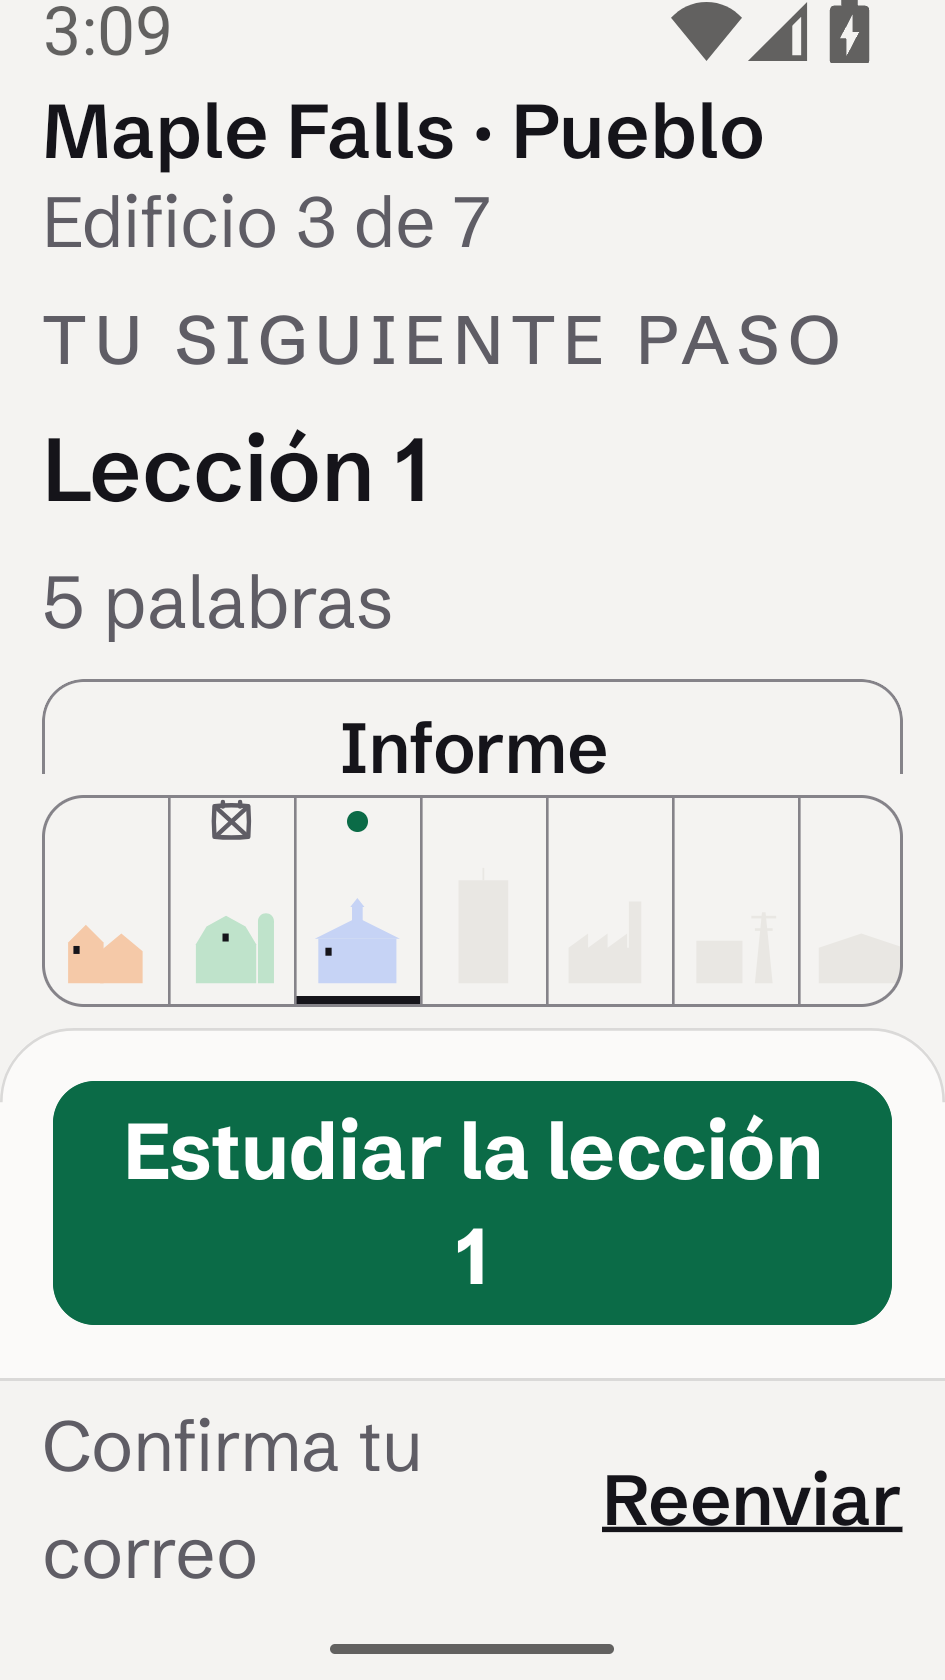 3:09
Maple Falls · Pueblo
Edificio 3 de 7
TU SIGUIENTE PASO
Lección 1
5 palabras
Informe
Estudiar la lección
1
Confirma tu
correo
Reenviar